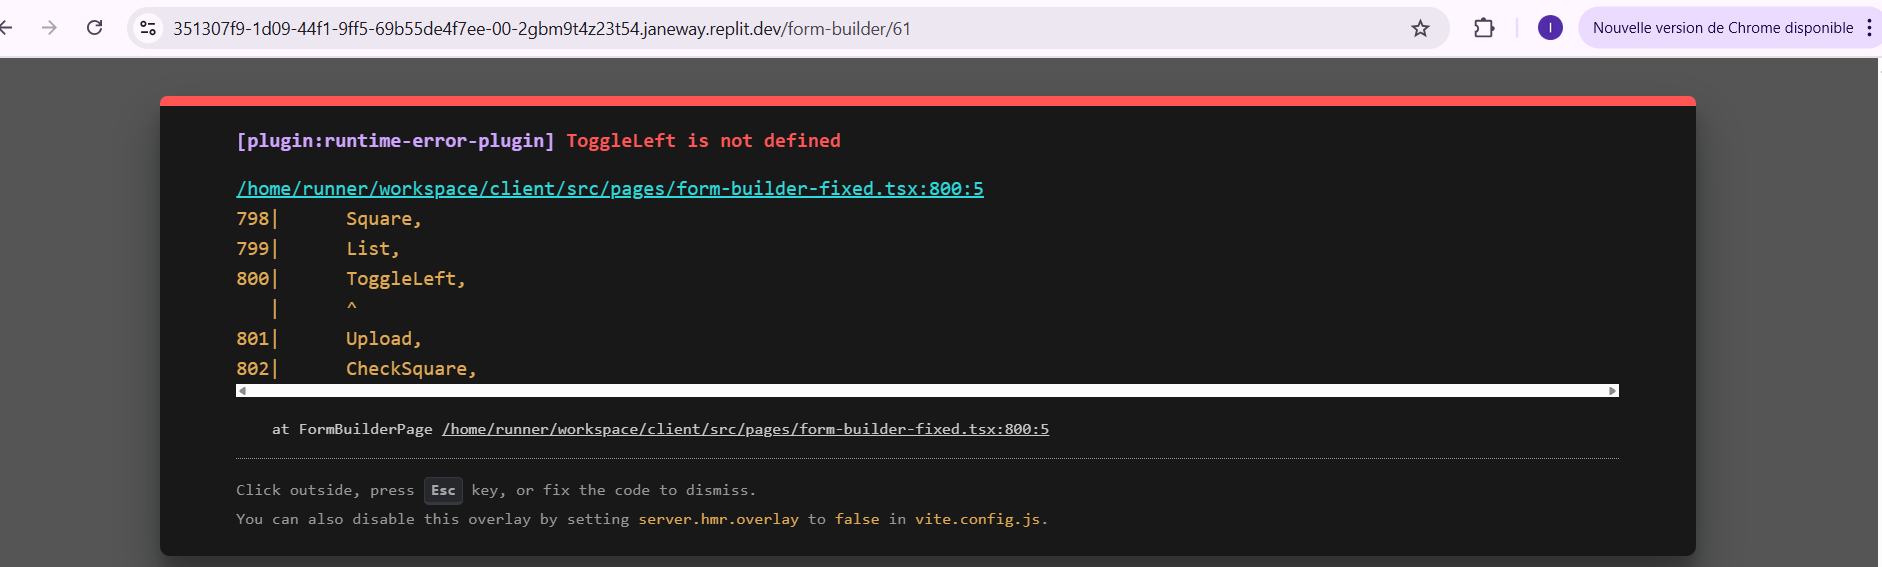 351307f9-1d09-44f1-9ff5-69b55de4f7ee-00-2gbm9t4z23t54.janeway.replit.dev/form-builder/61
I
Nouvelle version de Chrome disponible
[plugin:runtime-error-plugin] ToggleLeft is not defined
/home/runner/workspace/client/src/pages/form-builder-fixed.tsx:800:5
798|      Square,
799|      List,
800|      ToggleLeft,
   |      ^
801|      Upload,
802|      CheckSquare,
at FormBuilderPage /home/runner/workspace/client/src/pages/form-builder-fixed.tsx:800:5
Click outside, press Esc key, or fix the code to dismiss.
You can also disable this overlay by setting server.hmr.overlay to false in vite.config.js.